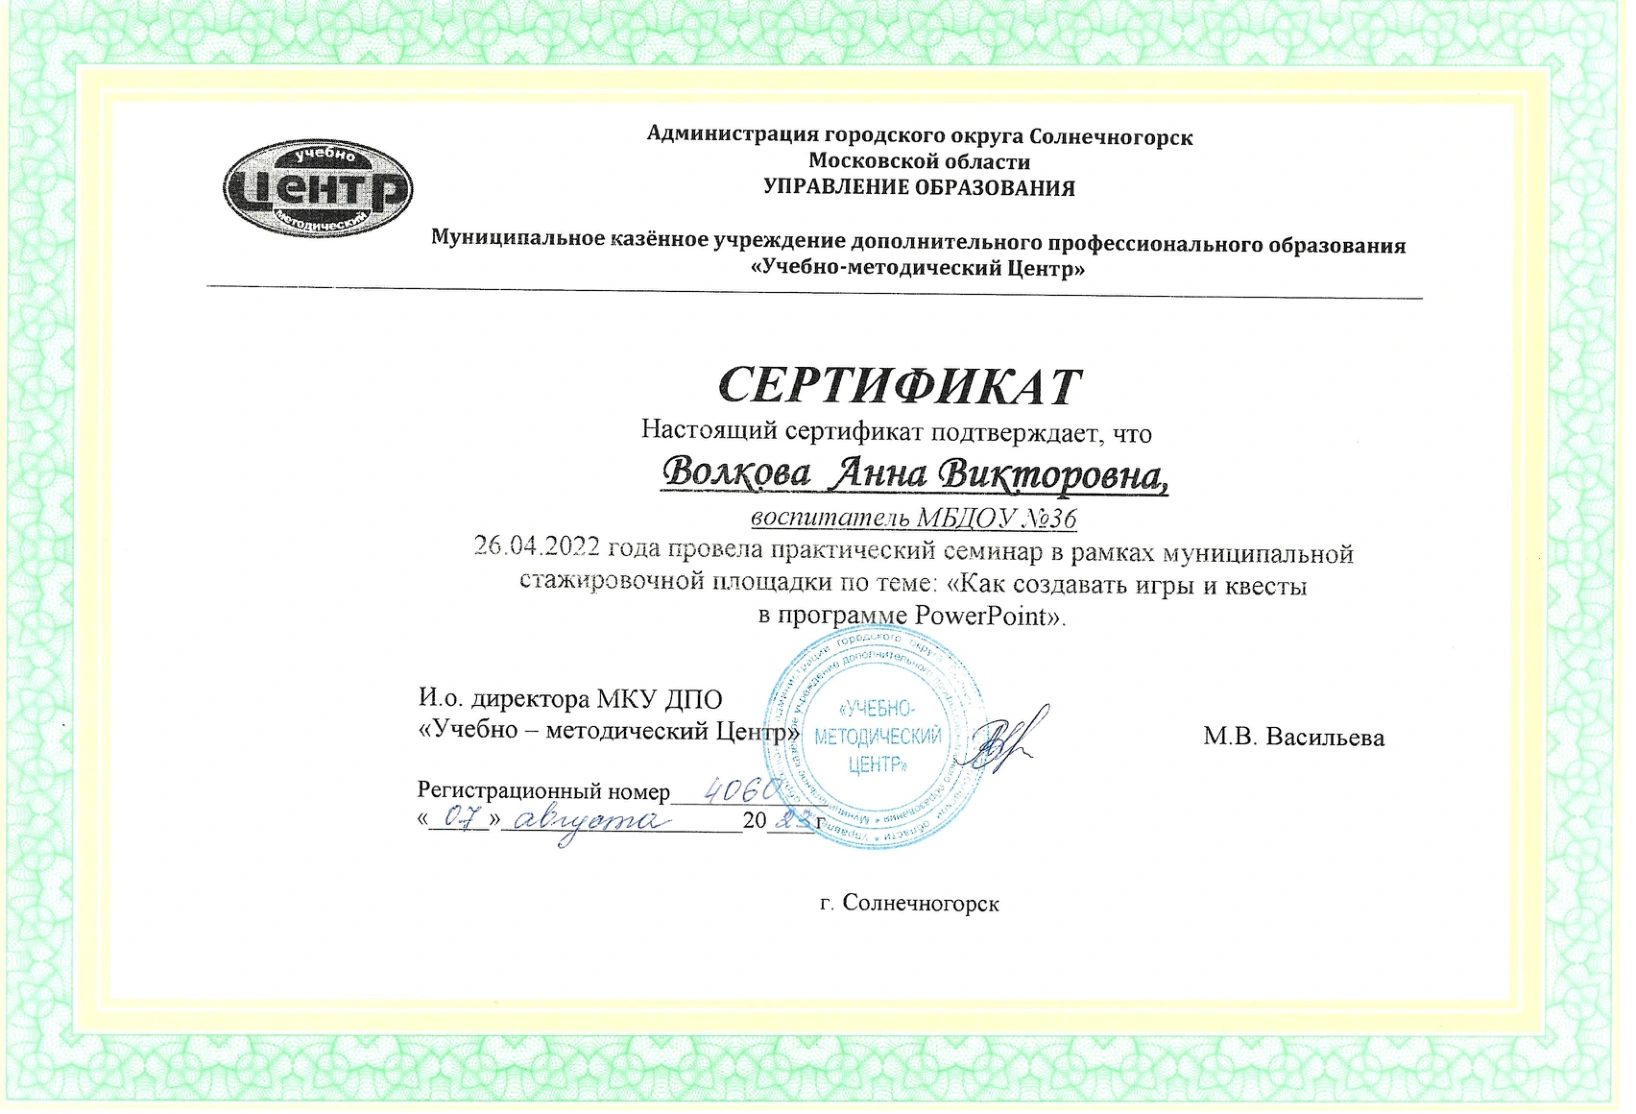 учебно
центр
методический
Администрация городского округа Солнечногорск
Московской области
УПРАВЛЕНИЕ ОБРАЗОВАНИЯ
Муниципальное казённое учреждение дополнительного профессионального образования
«Учебно-методический Центр»
СЕРТИФИКАТ
Настоящий сертификат подтверждает, что
Волкова Анна Викторовна,
воспитатель МБДОУ №36
26.04.2022 года провела практический семинар в рамках муниципальной
стажировочной площадки по теме: «Как создавать игры и квесты
в программе PowerPoint».
И.о. директора МКУ ДПО
«Учебно – методический Центр»
М.В. Васильева
«УЧЕБНО-
МЕТОДИЧЕСКИЙ
ЦЕНТР»
Регистрационный номер 4060
«07» августа 2023г
г. Солнечногорск